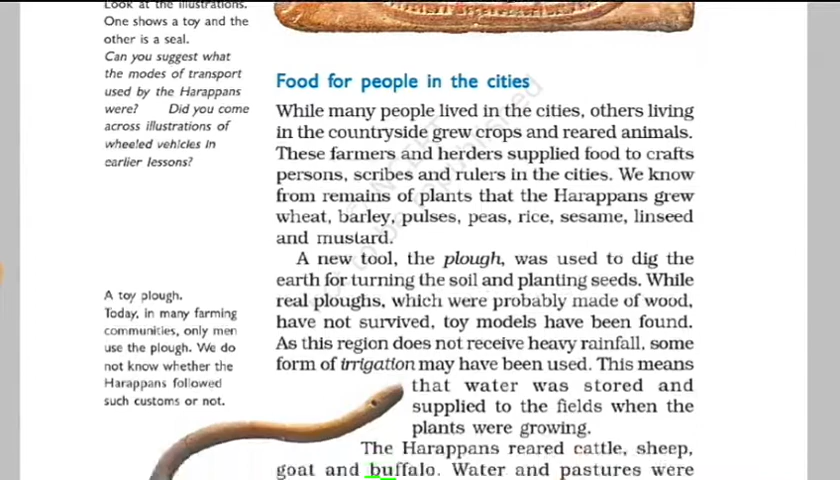 Look at the illustrations.
One shows a toy and the
other is a seal.
Can you suggest what
the modes of transport
used by the Harappans
were? Did you come
across illustrations of
wheeled vehicles in
earlier lessons?
Food for people in the cities
While many people lived in the cities, others living
in the countryside grew crops and reared animals.
These farmers and herders supplied food to crafts
persons, scribes and rulers in the cities. We know
from remains of plants that the Harappans grew
wheat, barley, pulses, peas, rice, sesame, linseed
and mustard.
A new tool, the plough, was used to dig the
earth for turning the soil and planting seeds. While
real ploughs, which were probably made of wood,
have not survived, toy models have been found.
As this region does not receive heavy rainfall, some
form of irrigation may have been used. This means
that water was stored and
supplied to the fields when the
plants were growing.
The Harappans reared cattle, sheep,
goat and buffalo. Water and pastures were
A toy plough.
Today, in many farming
communities, only men
use the plough. We do
not know whether the
Harappans followed
such customs or not.